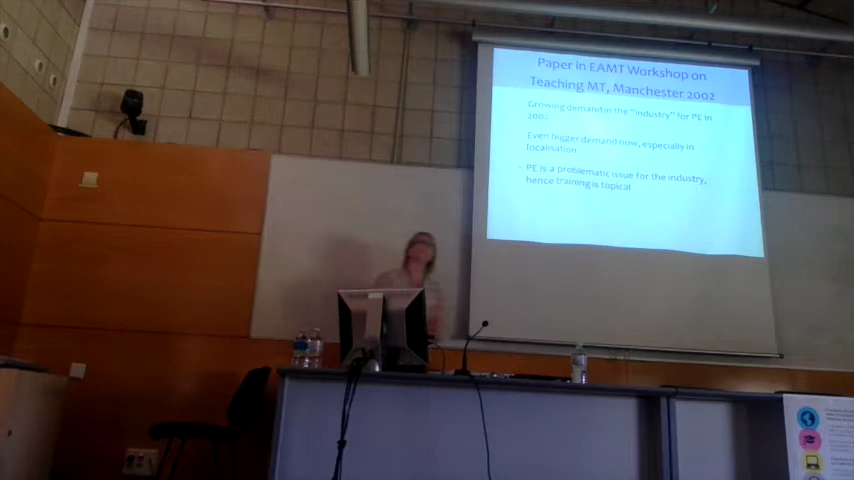 Paper in EAMT Workshop on
Teaching MT, Manchester 2002
Growing demand in the "industry" for PE in
2002
Even bigger demand now, especially in
localisation
PE is a problematic issue for the industry,
hence training is topical